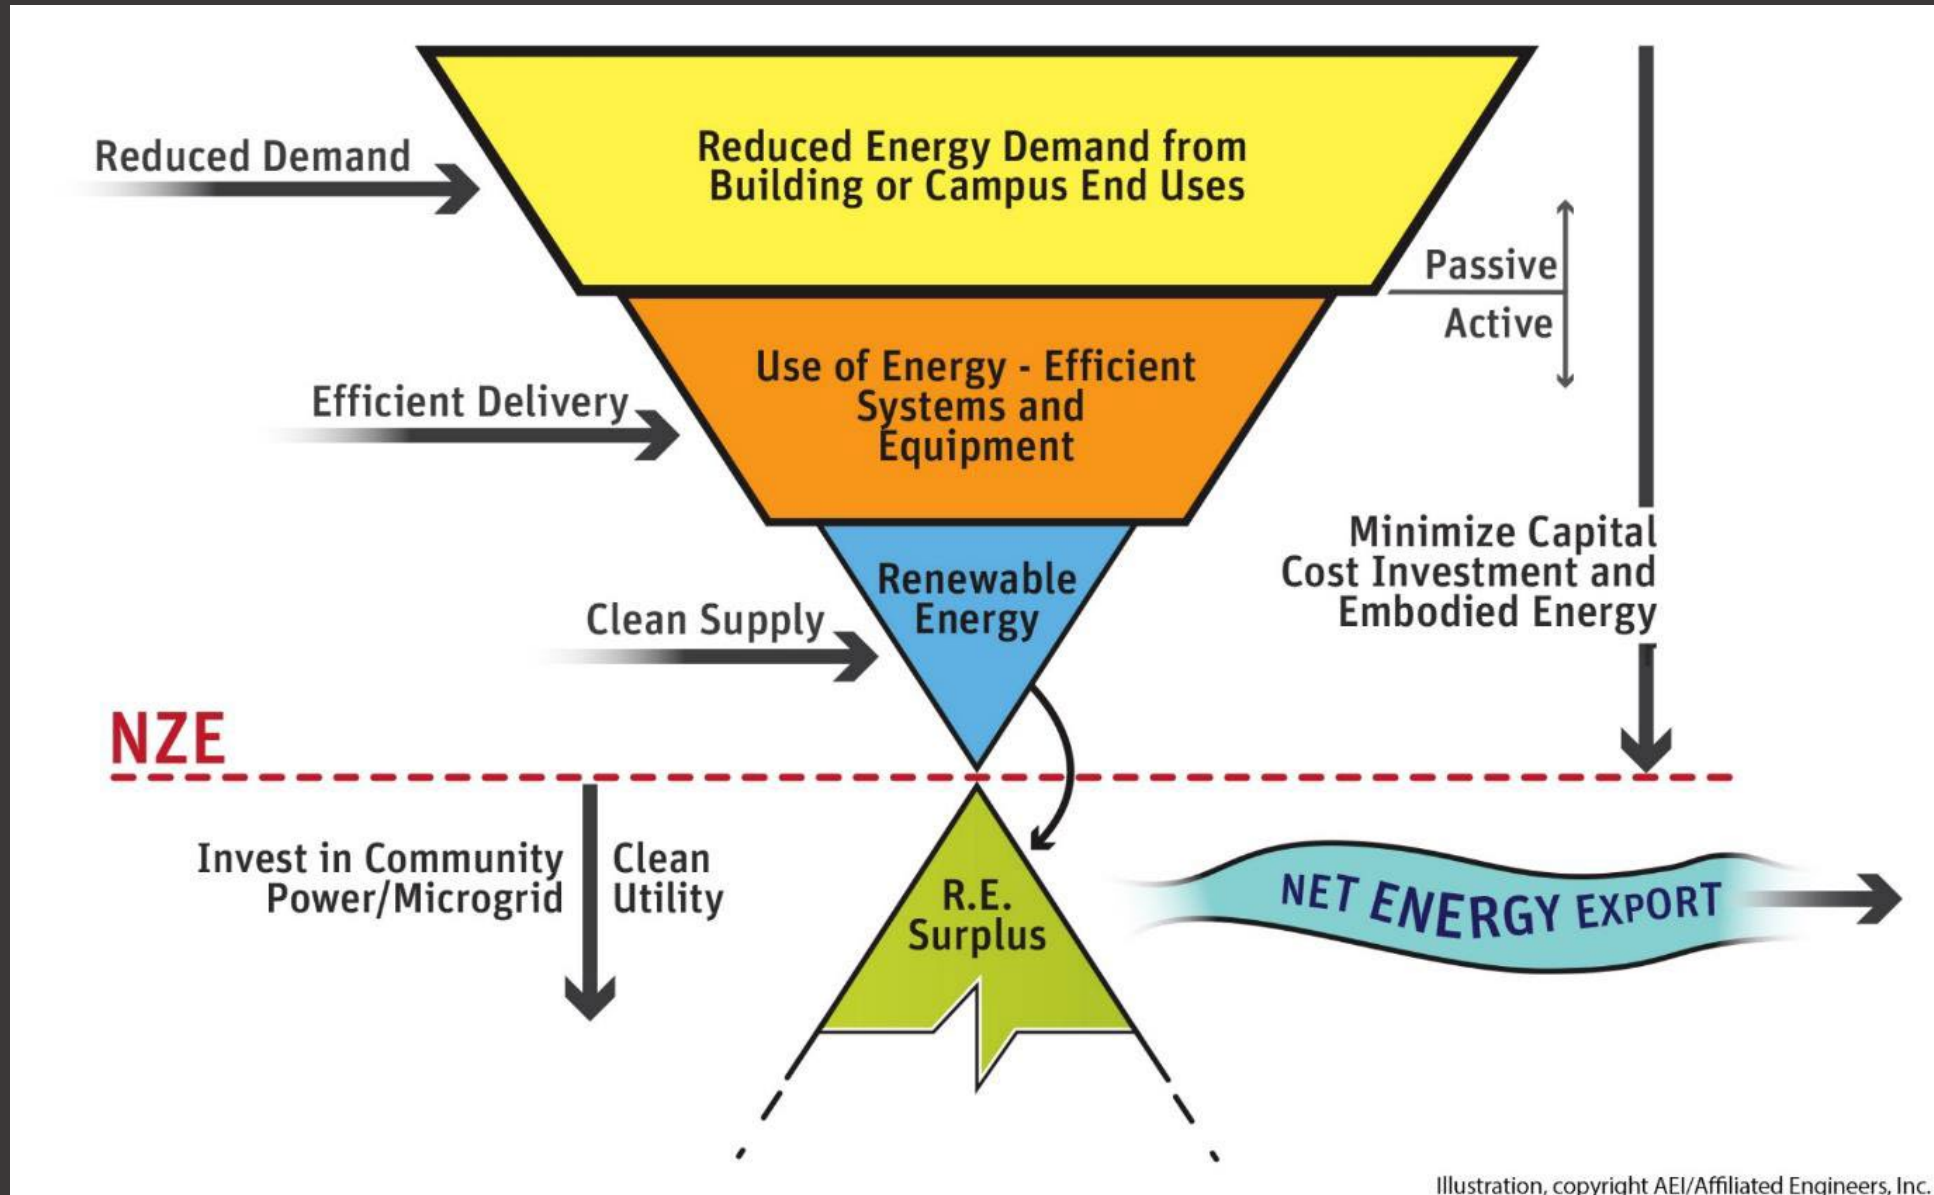 Reduced Demand
Reduced Energy Demand from
Building or Campus End Uses
Passive
Active
Efficient Delivery
Use of Energy - Efficient
Systems and
Equipment
Minimize Capital
Cost Investment and
Embodied Energy
Clean Supply
Renewable
Energy
NZE
Invest in Community
Power/Microgrid
Clean
Utility
R.E.
Surplus
NET ENERGY EXPORT
Illustration, copyright AEI/Affiliated Engineers, Inc.